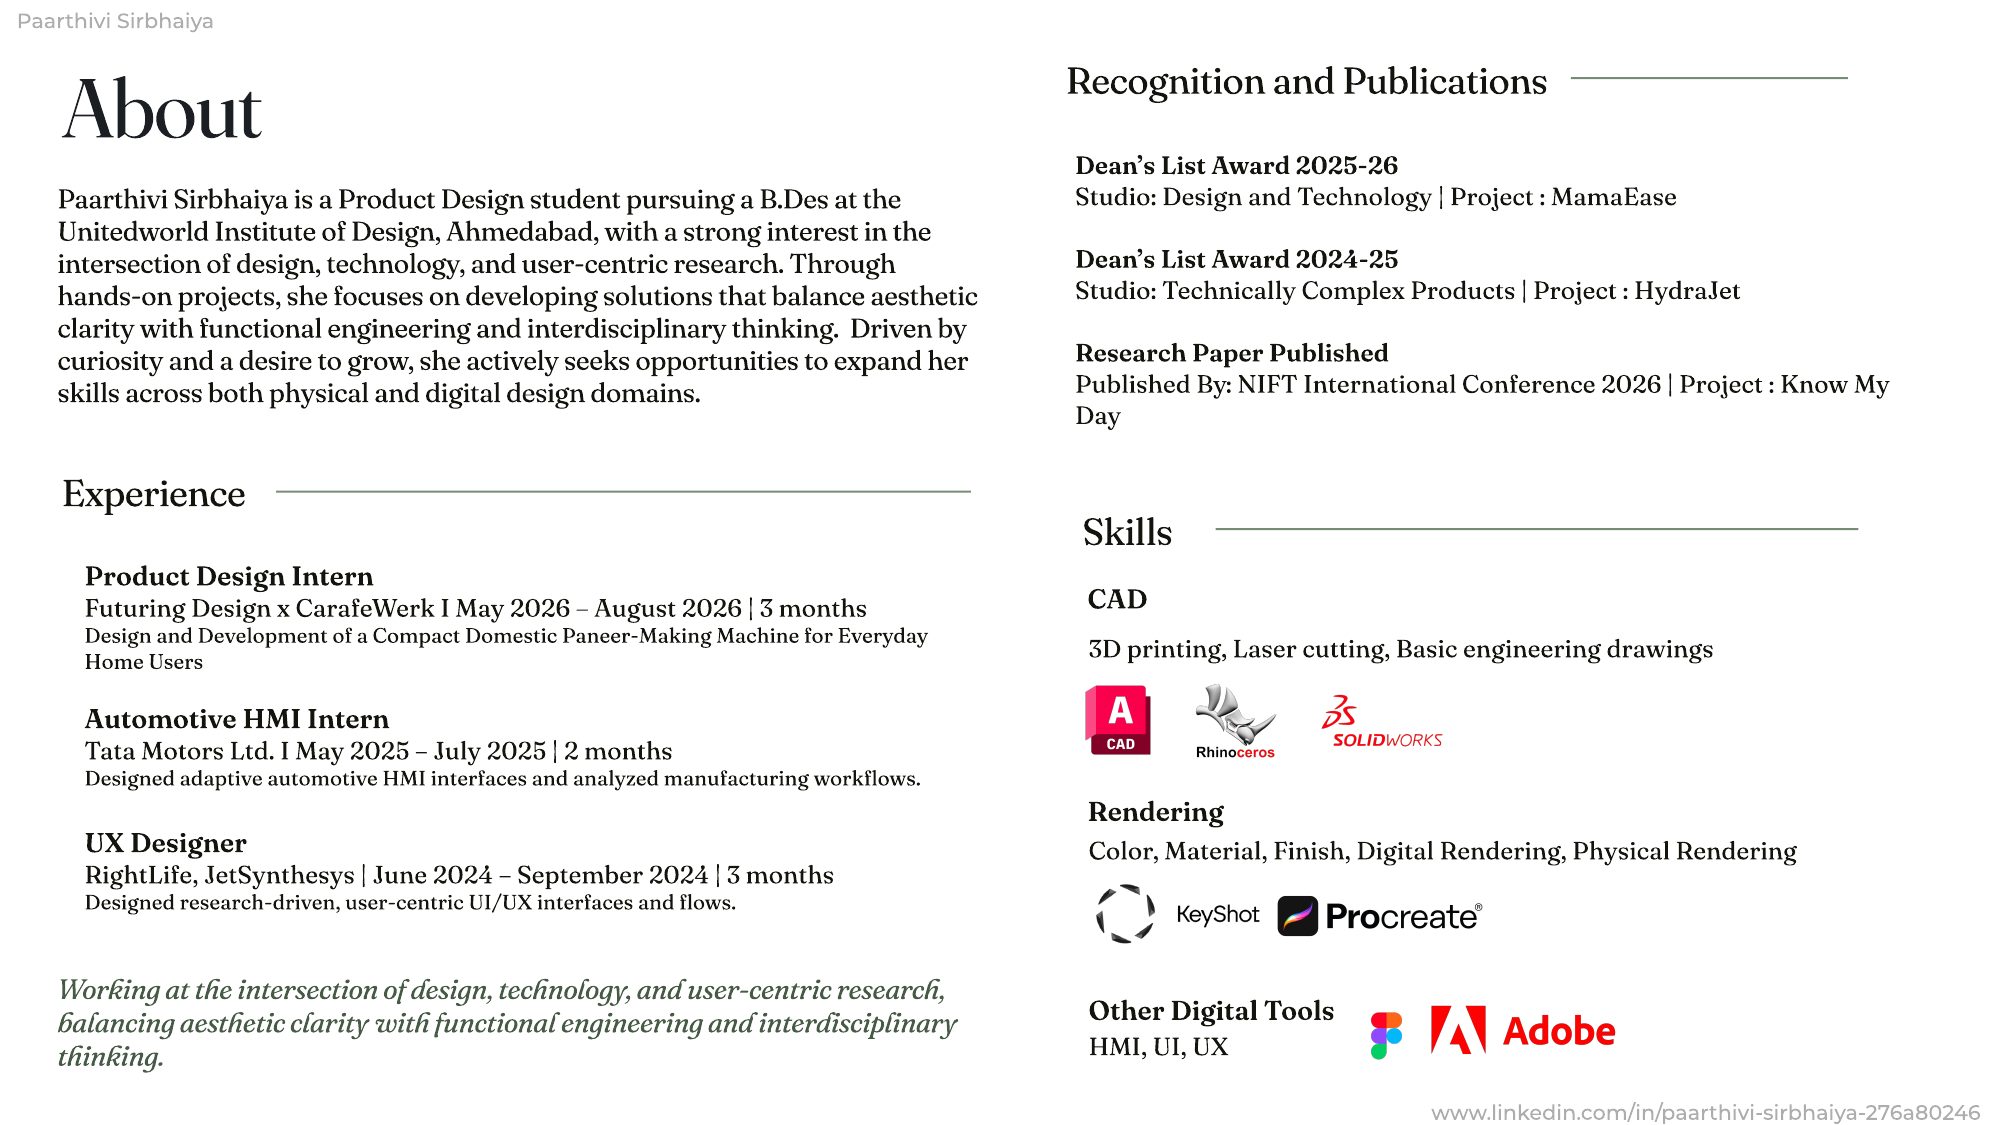 Paarthivi Sirbhaiya
About
Paarthivi Sirbhaiya is a Product Design student pursuing a B.Des at the
Unitedworld Institute of Design, Ahmedabad, with a strong interest in the
intersection of design, technology, and user-centric research. Through
hands-on projects, she focuses on developing solutions that balance aesthetic
clarity with functional engineering and interdisciplinary thinking.  Driven by
curiosity and a desire to grow, she actively seeks opportunities to expand her
skills across both physical and digital design domains.
Experience
Product Design Intern
Futuring Design x CarafeWerk I May 2026 – August 2026 | 3 months
Design and Development of a Compact Domestic Paneer-Making Machine for Everyday
Home Users
Automotive HMI Intern
Tata Motors Ltd. I May 2025 – July 2025 | 2 months
Designed adaptive automotive HMI interfaces and analyzed manufacturing workflows.
UX Designer
RightLife, JetSynthesys | June 2024 – September 2024 | 3 months
Designed research-driven, user-centric UI/UX interfaces and flows.
Working at the intersection of design, technology, and user-centric research,
balancing aesthetic clarity with functional engineering and interdisciplinary
thinking.
Recognition and Publications
Dean’s List Award 2025-26
Studio: Design and Technology | Project : MamaEase
Dean’s List Award 2024-25
Studio: Technically Complex Products | Project : HydraJet
Research Paper Published
Published By: NIFT International Conference 2026 | Project : Know My
Day
Skills
CAD
3D printing, Laser cutting, Basic engineering drawings
A CAD
Rhinoceros
3DS SOLIDWORKS
Rendering
Color, Material, Finish, Digital Rendering, Physical Rendering
KeyShot
Procreate®
Other Digital Tools
HMI, UI, UX
Adobe
www.linkedin.com/in/paarthivi-sirbhaiya-276a80246